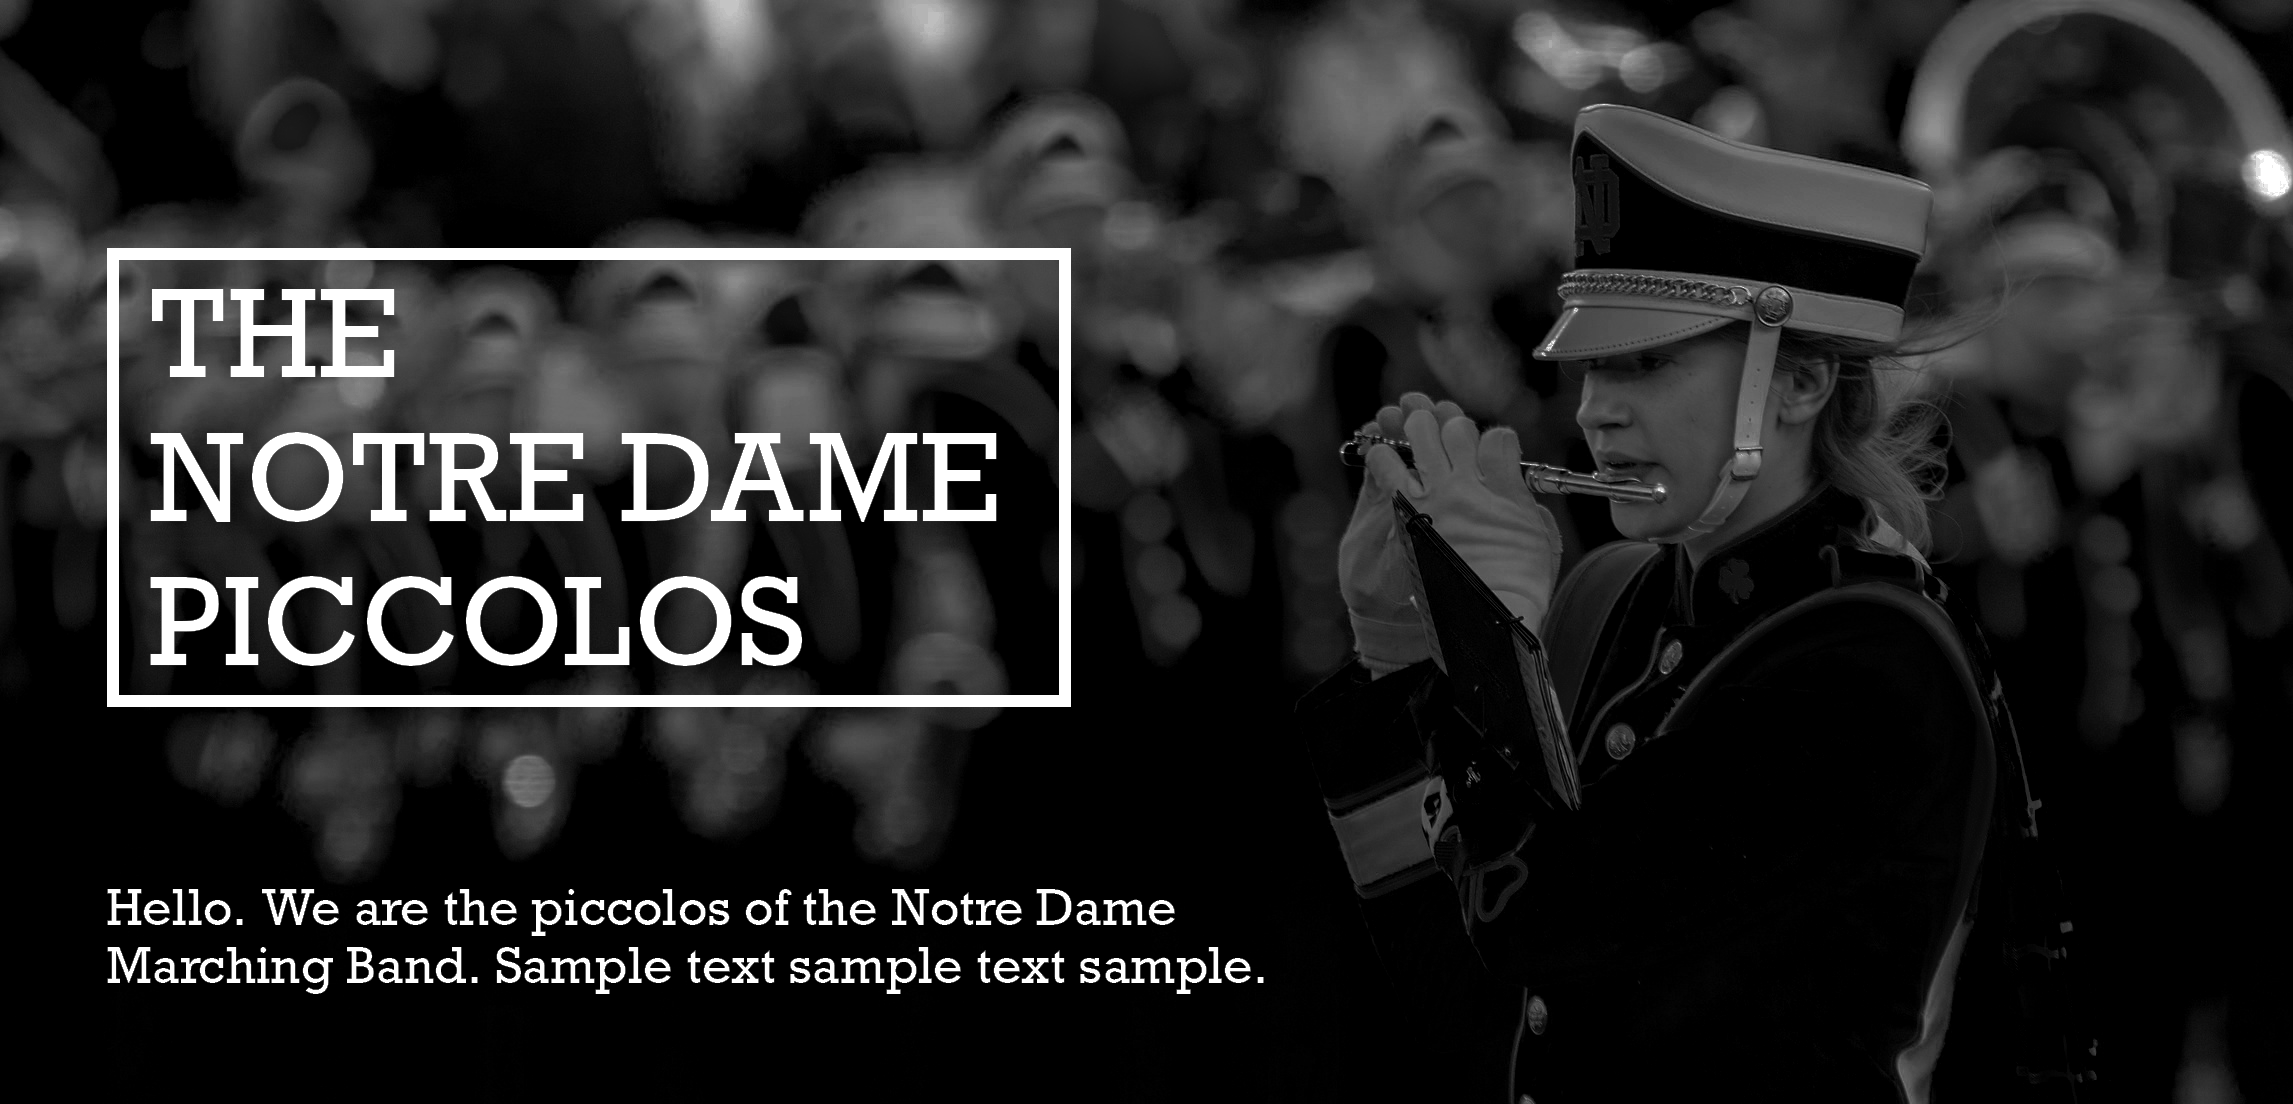 THE
NOTRE DAME
PICCOLOS
ND
Hello. We are the piccolos of the Notre Dame
Marching Band. Sample text sample text sample.